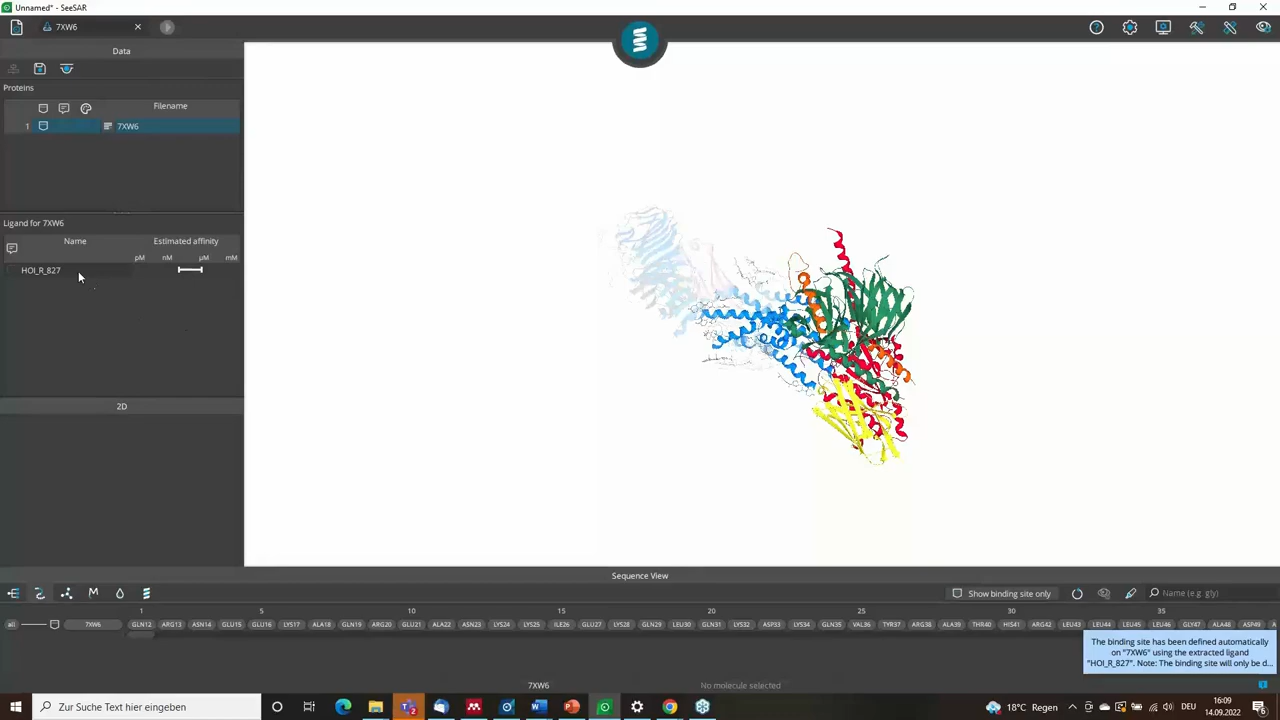 Unnamed* - SeeSAR
7XW6
Data
Proteins
Filename
1 7XW6
Ligand for 7XW6
Name Estimated affinity
pM nM μM mM
HOI_R_827
2D
Sequence View
Show binding site only Name (e.g. gly)
1 5 10 15 20 25 30 35
all 7XW6 GLN12 ARG13 ASN14 GLU15 GLU16 LYS17 ALA18 GLN19 ARG20 GLU21 ALA22 ASN23 LYS24 LYS25 ILE26 GLU27 LYS28 GLN29 LEU30 GLN31 LYS32 ASP33 LYS34 GLN35 VAL36 TYR37 ARG38 ALA39 THR40 HIS41 ARG42 LEU43 LEU44 LEU45 LEU46 GLY47 ALA48 ASP49 A
The binding site has been defined automatically
on "7XW6" using the extracted ligand
"HOI_R_827". Note: The binding site will only be d...
7XW6 No molecule selected
Zur Suche Text hier eingeben
18°C Regen
16:09
14.09.2022